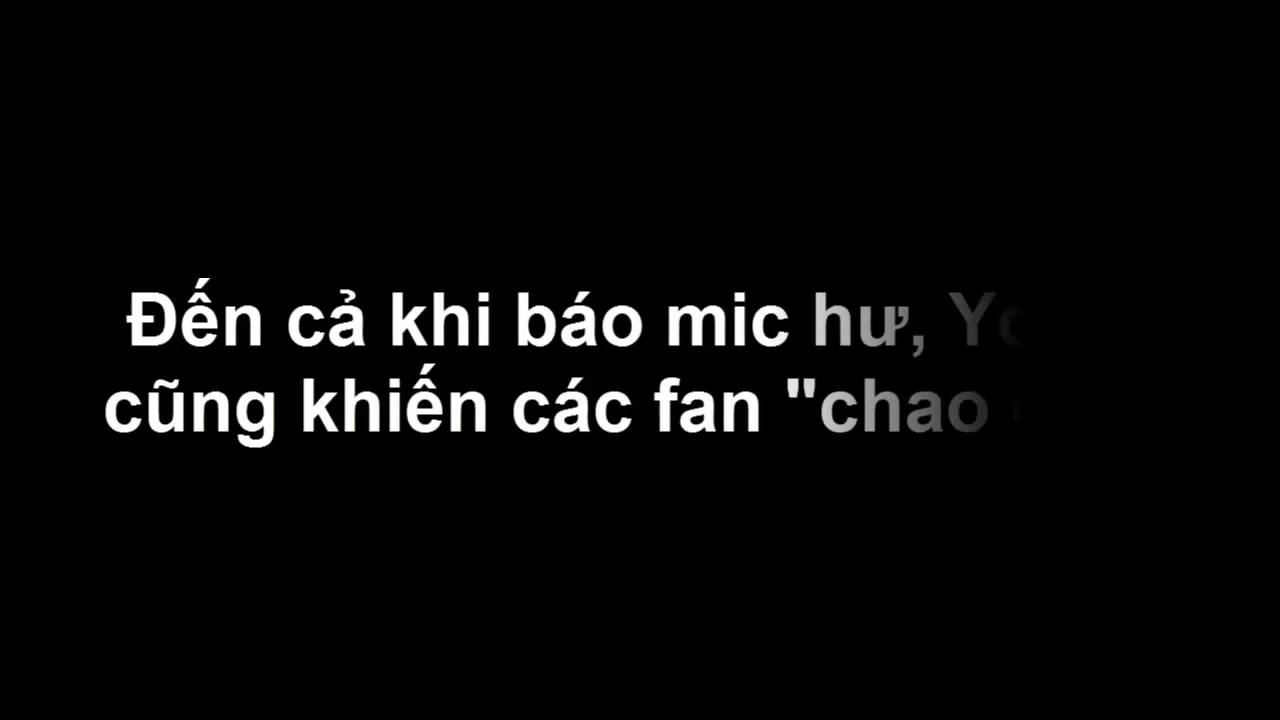 Đến cả khi báo mic hư,
cũng khiến các fan "chao